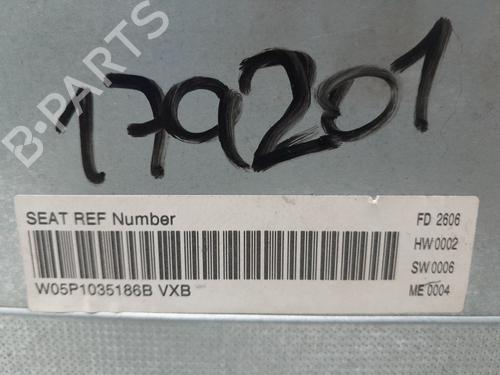 B-PARTS
179201
SEAT REF Number
FD 2606
HW 0002
SW 0006
W05P1035186B VXB
ME 0004